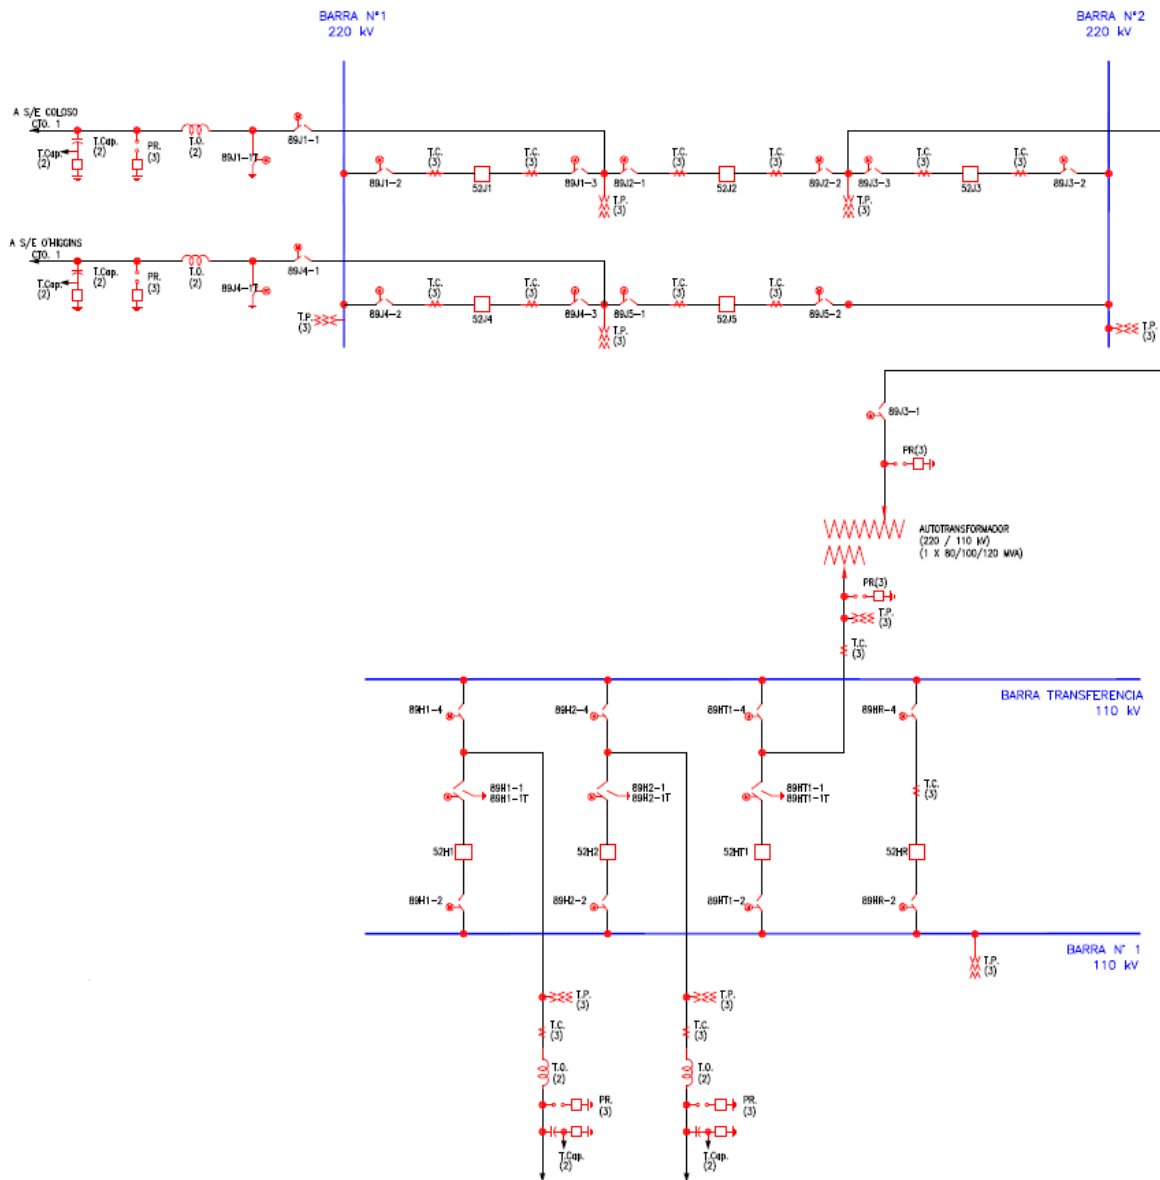 BARRA N°1
220 kV
BARRA N°2
220 kV
A S/E COLOSO
CTO. 1
T.Cap.
(2)
T.Cap.
(2)
PR.
(3)
T.O.
(2)
89J1-1T
89J1-1
89J1-2
T.C.
(3)
52J1
T.C.
(3)
89J1-3
89J2-1
T.P.
(3)
T.C.
(3)
52J2
T.C.
(3)
89J2-2
89J3-3
T.P.
(3)
T.C.
(3)
52J3
T.C.
(3)
89J3-2
A S/E O'HIGGINS
CTO. 1
T.Cap.
(2)
T.Cap.
(2)
PR.
(3)
T.O.
(2)
89J4-1T
89J4-1
T.P.
(3)
89J4-2
T.C.
(3)
52J4
T.C.
(3)
89J4-3
89J5-1
T.P.
(3)
T.C.
(3)
52J5
T.C.
(3)
89J5-2
T.P.
(3)
89J3-1
PR(3)
AUTOTRANSFORMADOR
(220 / 110 kV)
(1 X 80/100/120 MVA)
PR(3)
T.P.
(3)
T.C.
(3)
BARRA TRANSFERENCIA
110 kV
89H1-4
89H2-4
89HT1-4
89HR-4
89H1-1
89H1-1T
89H2-1
89H2-1T
89HT1-1
89HT1-1T
T.C.
(3)
52H1
52H2
52HT1
52HR
89H1-2
89H2-2
89HT1-2
89HR-2
BARRA N° 1
110 kV
T.P.
(3)
T.P.
(3)
T.P.
(3)
T.C.
(3)
T.C.
(3)
T.O.
(2)
T.O.
(2)
PR.
(3)
PR.
(3)
T.Cap.
(2)
T.Cap.
(2)